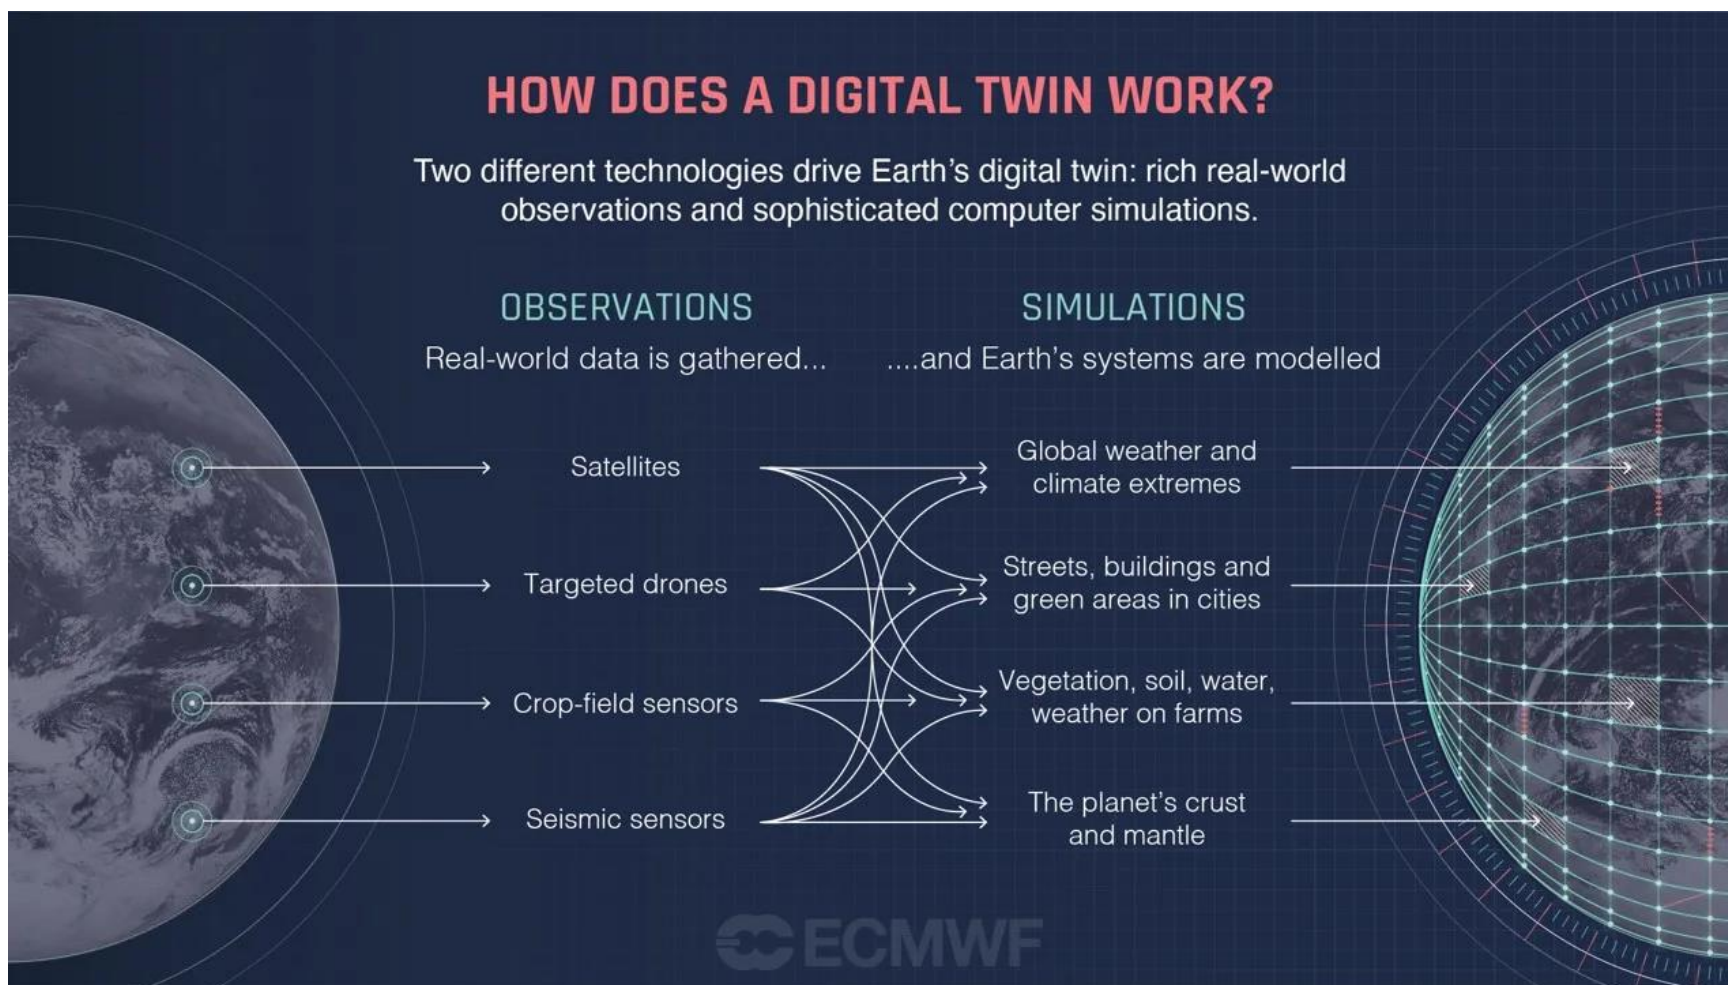 HOW DOES A DIGITAL TWIN WORK?
Two different technologies drive Earth's digital twin: rich real-world
observations and sophisticated computer simulations.
OBSERVATIONS
Real-world data is gathered...
SIMULATIONS
....and Earth's systems are modelled
Satellites
Targeted drones
Crop-field sensors
Seismic sensors
Global weather and
climate extremes
Streets, buildings and
green areas in cities
Vegetation, soil, water,
weather on farms
The planet's crust
and mantle
ECMWF